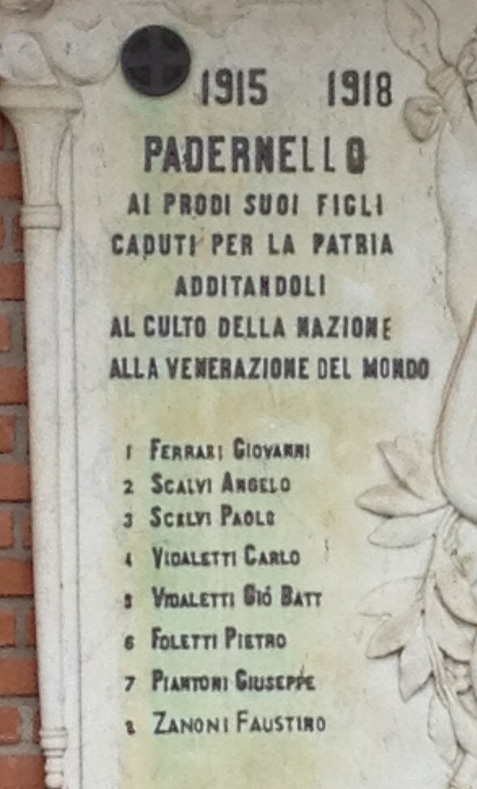 1915 1918
PADERNELLO
AI PRODI SUOI FIGLI
CADUTI PER LA PATRIA
ADDITANDOLI
AL CULTO DELLA NAZIONE
ALLA VENERAZIONE DEL MONDO
1 FERRARI GIOVANNI
2 SCALVI ANGELO
3 SCALVI PAOLO
4 VIDALETTI CARLO
5 VIDALETTI GIÓ BATT
6 FOLETTI PIETRO
7 PIANTONI GIUSEPPE
8 ZANONI FAUSTINO